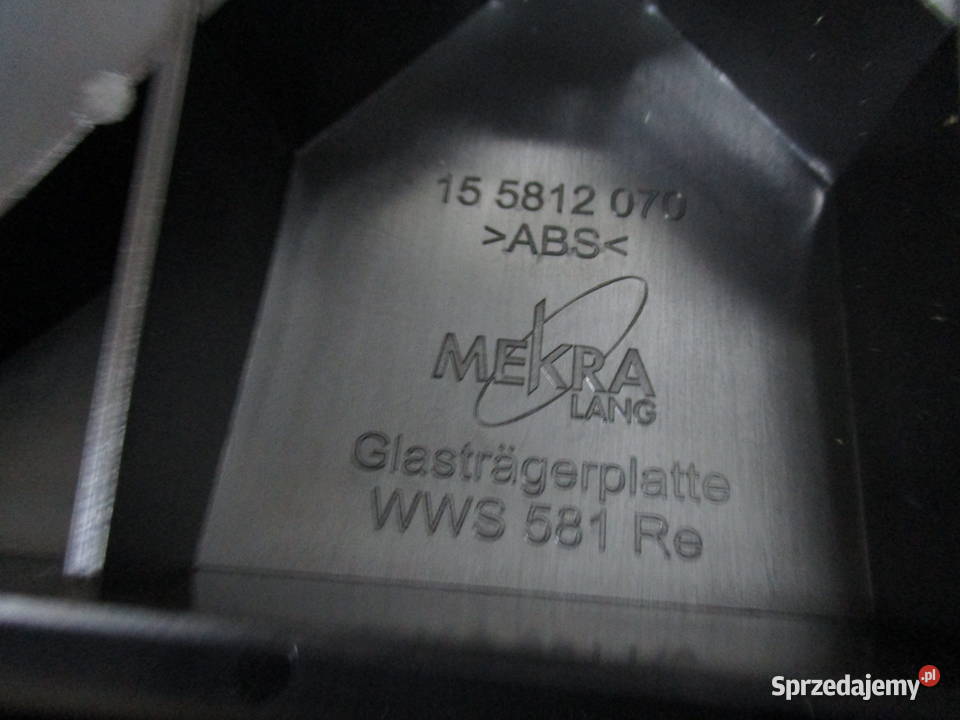 15 5812 070
>ABS<
MEKRA
LANG
Glasträgerplatte
WWS 581 Re
Sprzedajemy.pl